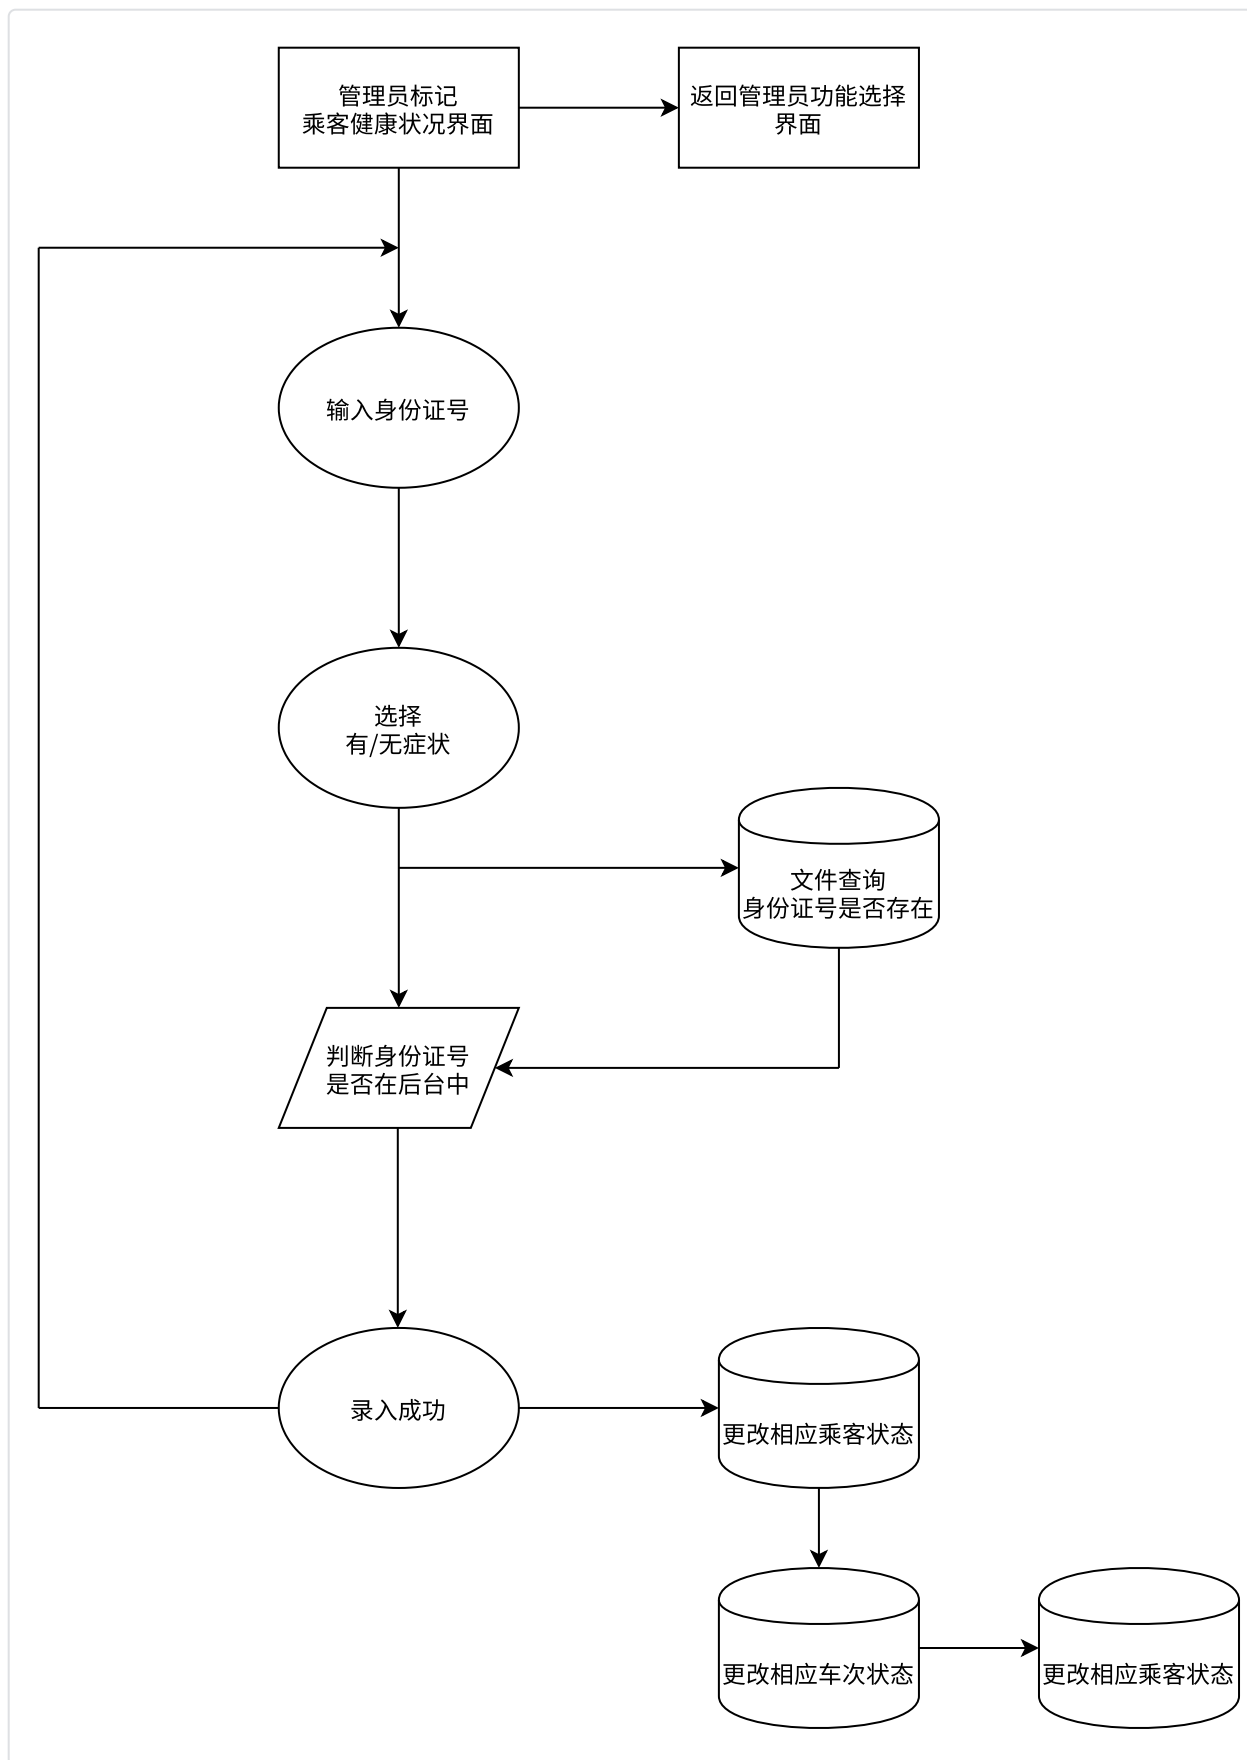 管理员标记
乘客健康状况界面
返回管理员功能选择
界面
输入身份证号
选择
有/无症状
文件查询
身份证号是否存在
判断身份证号
是否在后台中
录入成功
更改相应乘客状态
更改相应车次状态
更改相应乘客状态